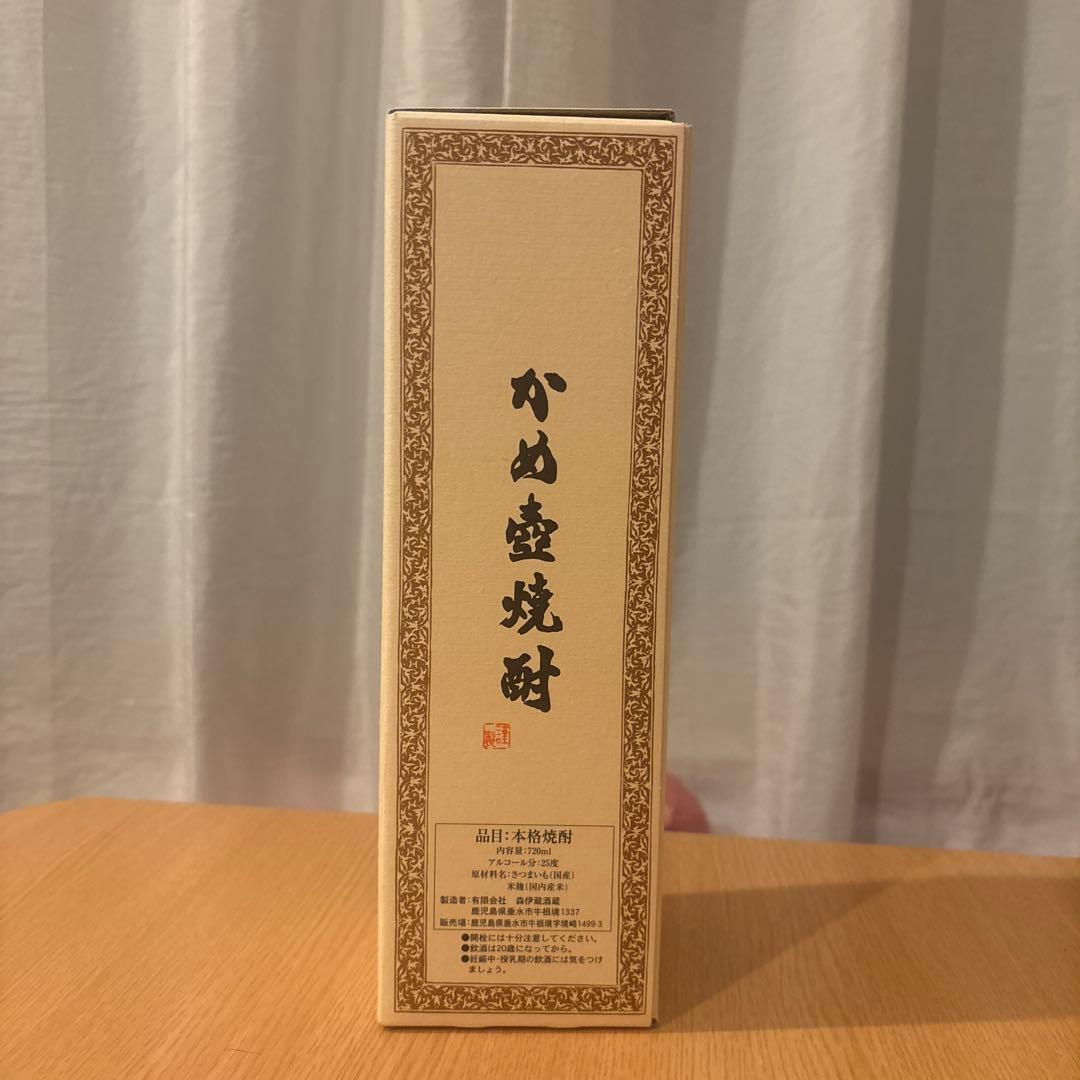 かめ壺焼酎
謹製
品目:本格焼酎
内容量:720ml
アルコール分:25度
原材料名:さつまいも(国産)
米麹(国内産米)
製造者:有限会社 森伊蔵酒蔵
鹿児島県垂水市牛根境1337
販売場:鹿児島県垂水市牛根境字境崎1499-3
●開栓には十分注意してください。
●飲酒は20歳になってから。
●妊娠中・授乳期の飲酒には気をつけ
ましょう。